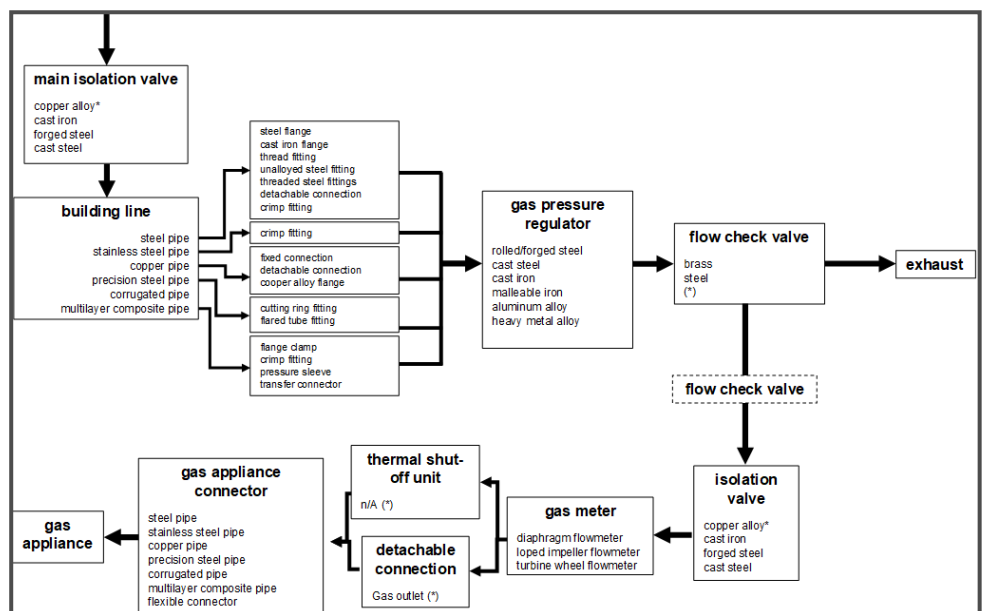 main isolation valve
copper alloy*
cast iron
forged steel
cast steel
building line
steel pipe
stainless steel pipe
copper pipe
precision steel pipe
corrugated pipe
multilayer composite pipe
steel flange
cast iron flange
thread fitting
unalloyed steel fitting
threaded steel fittings
detachable connection
crimp fitting
crimp fitting
fixed connection
detachable connection
cooper alloy flange
cutting ring fitting
flared tube fitting
flange clamp
crimp fitting
pressure sleeve
transfer connector
gas pressure
regulator
rolled/forged steel
cast steel
cast iron
malleable iron
aluminum alloy
heavy metal alloy
flow check valve
brass
steel
(*)
exhaust
flow check valve
isolation
valve
copper alloy*
cast iron
forged steel
cast steel
gas meter
diaphragm flowmeter
loped impeller flowmeter
turbine wheel flowmeter
thermal shut-
off unit
n/A (*)
detachable
connection
Gas outlet (*)
gas appliance
connector
steel pipe
stainless steel pipe
copper pipe
precision steel pipe
corrugated pipe
multilayer composite pipe
flexible connector
gas
appliance